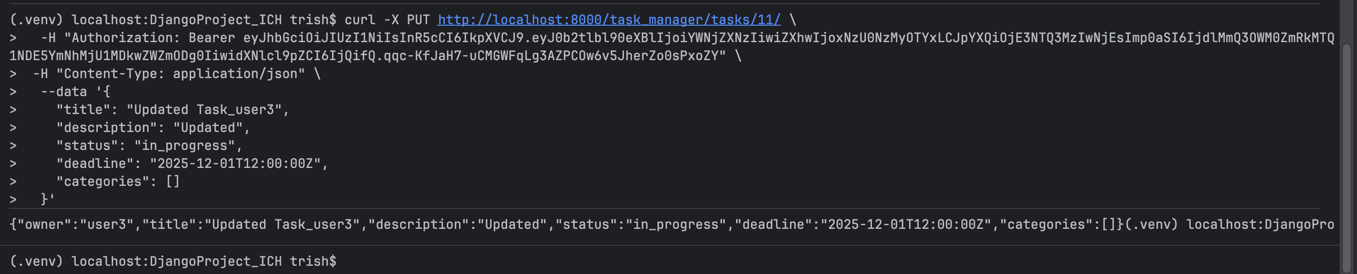 (.venv) localhost:DjangoProject_ICH trish$ curl -X PUT http://localhost:8000/task_manager/tasks/11/ \
>   -H "Authorization: Bearer eyJhbGciOiJIUzI1NiIsInR5cCI6IkpXVCJ9.eyJ0b2tlbl90eXBlIjoiYWNjZXNzIiwiZXhwIjoxNzU0NzMyOTYxLCJpYXQiOjE3NTQ3MzIwNjEsImp0aSI6IjdlMmQ3OWM0ZmRkMTQ
1NDE5YmNhMjU1MDkwZWZmODg0IiwidXNlcl9pZCI6IjQifQ.qqc-KfJaH7-uCMGWFqLg3AZPCOw6v5JherZo0sPxoZY" \
>  -H "Content-Type: application/json" \
>   --data '{
>     "title": "Updated Task_user3",
>     "description": "Updated",
>     "status": "in_progress",
>     "deadline": "2025-12-01T12:00:00Z",
>     "categories": []
>   }'
{"owner":"user3","title":"Updated Task_user3","description":"Updated","status":"in_progress","deadline":"2025-12-01T12:00:00Z","categories":[]}(.venv) localhost:DjangoPro
(.venv) localhost:DjangoProject_ICH trish$